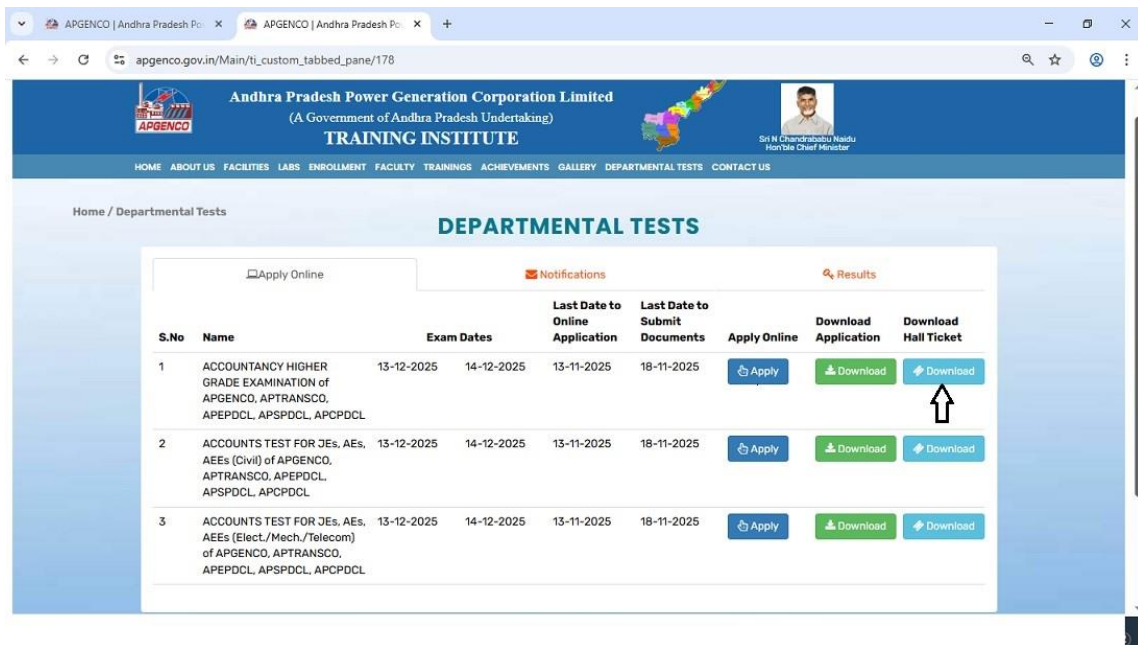 APGENCO | Andhra Pradesh Po
APGENCO | Andhra Pradesh Po
apgenco.gov.in/Main/ti_custom_tabbed_pane/178
APGENCO
Andhra Pradesh Power Generation Corporation Limited
(A Government of Andhra Pradesh Undertaking)
TRAINING INSTITUTE
Sri N Chandrababu Naidu
Hon'ble Chief Minister
HOME ABOUT US FACILITIES LABS ENROLLMENT FACULTY TRAININGS ACHIEVEMENTS GALLERY DEPARTMENTAL TESTS CONTACT US
Home / Departmental Tests
DEPARTMENTAL TESTS
Apply Online Notifications Results
S.No Name Exam Dates Last Date to Online Application Last Date to Submit Documents Apply Online Download Application Download Hall Ticket
1 ACCOUNTANCY HIGHER 13-12-2025 14-12-2025 13-11-2025 18-11-2025 Apply Download Download
GRADE EXAMINATION of
APGENCO, APTRANSCO,
APEPDCL, APSPDCL, APCPDCL
2 ACCOUNTS TEST FOR JEs, AEs, 13-12-2025 14-12-2025 13-11-2025 18-11-2025 Apply Download Download
AEEs (Civil) of APGENCO,
APTRANSCO, APEPDCL,
APSPDCL, APCPDCL
3 ACCOUNTS TEST FOR JEs, AEs, 13-12-2025 14-12-2025 13-11-2025 18-11-2025 Apply Download Download
AEEs (Elect./Mech./Telecom)
of APGENCO, APTRANSCO,
APEPDCL, APSPDCL, APCPDCL